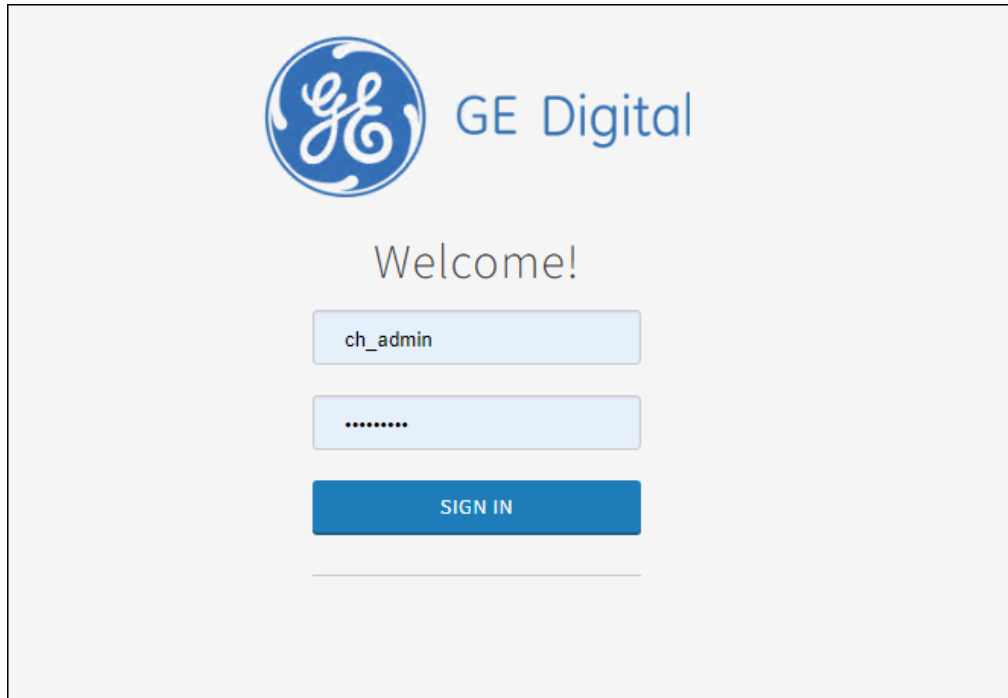 GE GE Digital
Welcome!
ch_admin
•••••••••
SIGN IN